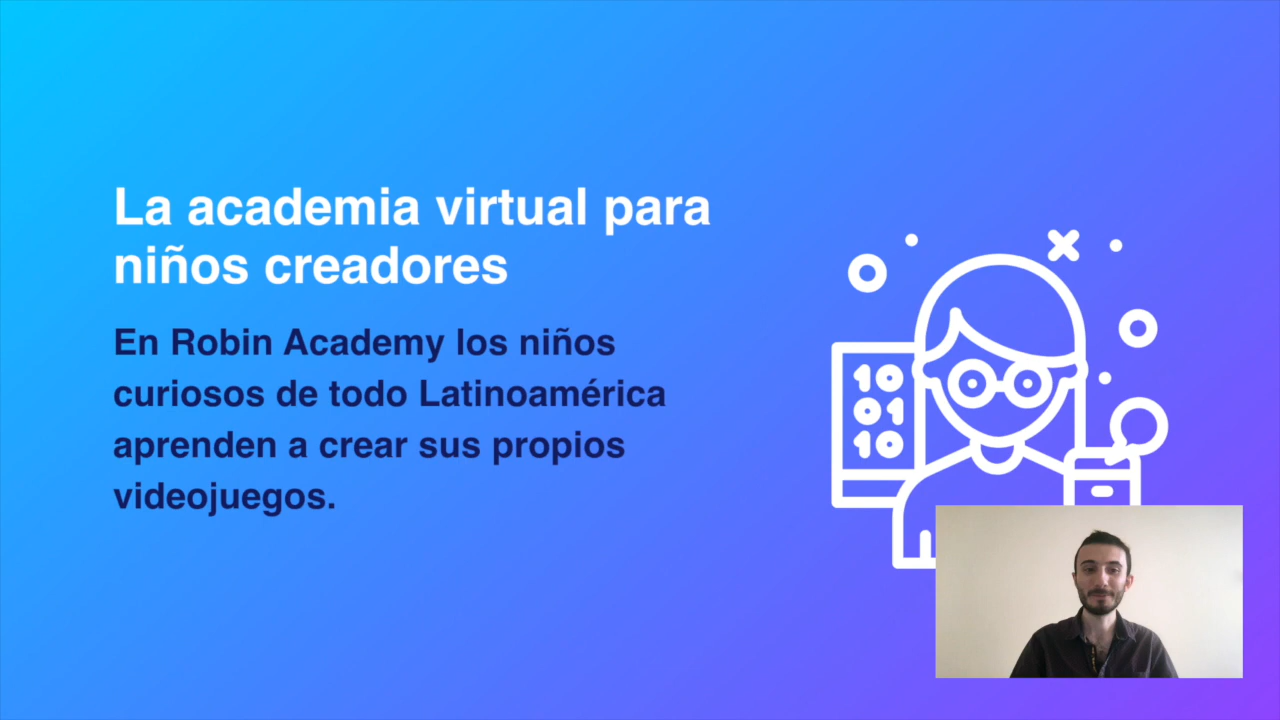 La academia virtual para
niños creadores
En Robin Academy los niños
curiosos de todo Latinoamérica
aprenden a crear sus propios
videojuegos.
10
01
10